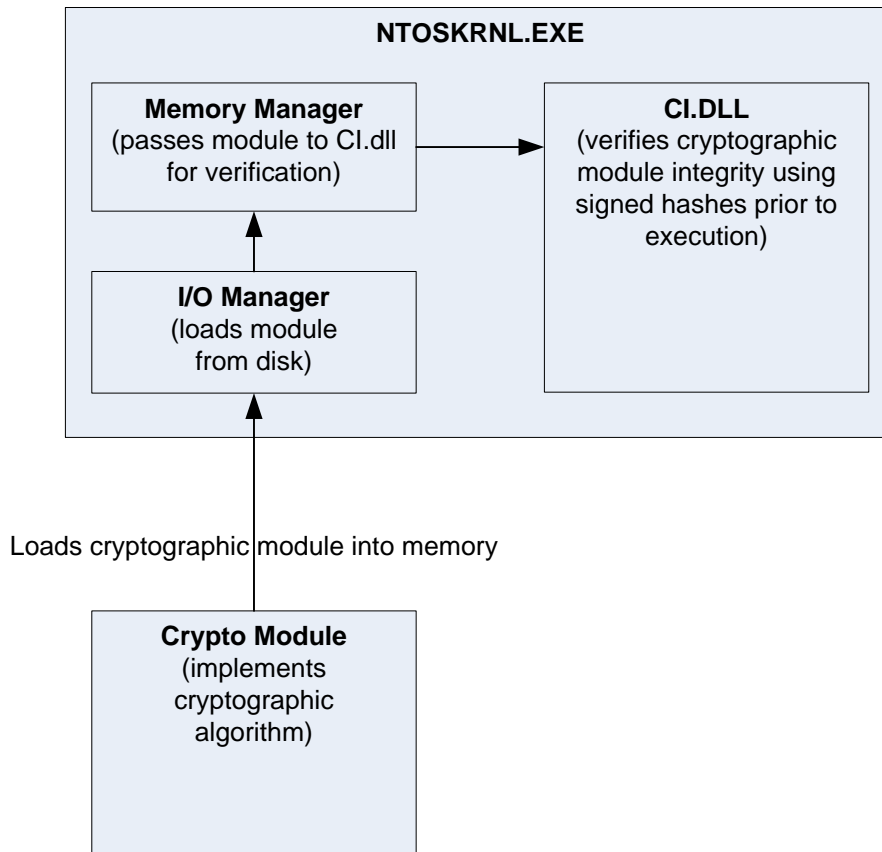 NTOSKRNL.EXE
Memory Manager
(passes module to CI.dll
for verification)
CI.DLL
(verifies cryptographic
module integrity using
signed hashes prior to
execution)
I/O Manager
(loads module
from disk)
Loads cryptographic module into memory
Crypto Module
(implements
cryptographic
algorithm)